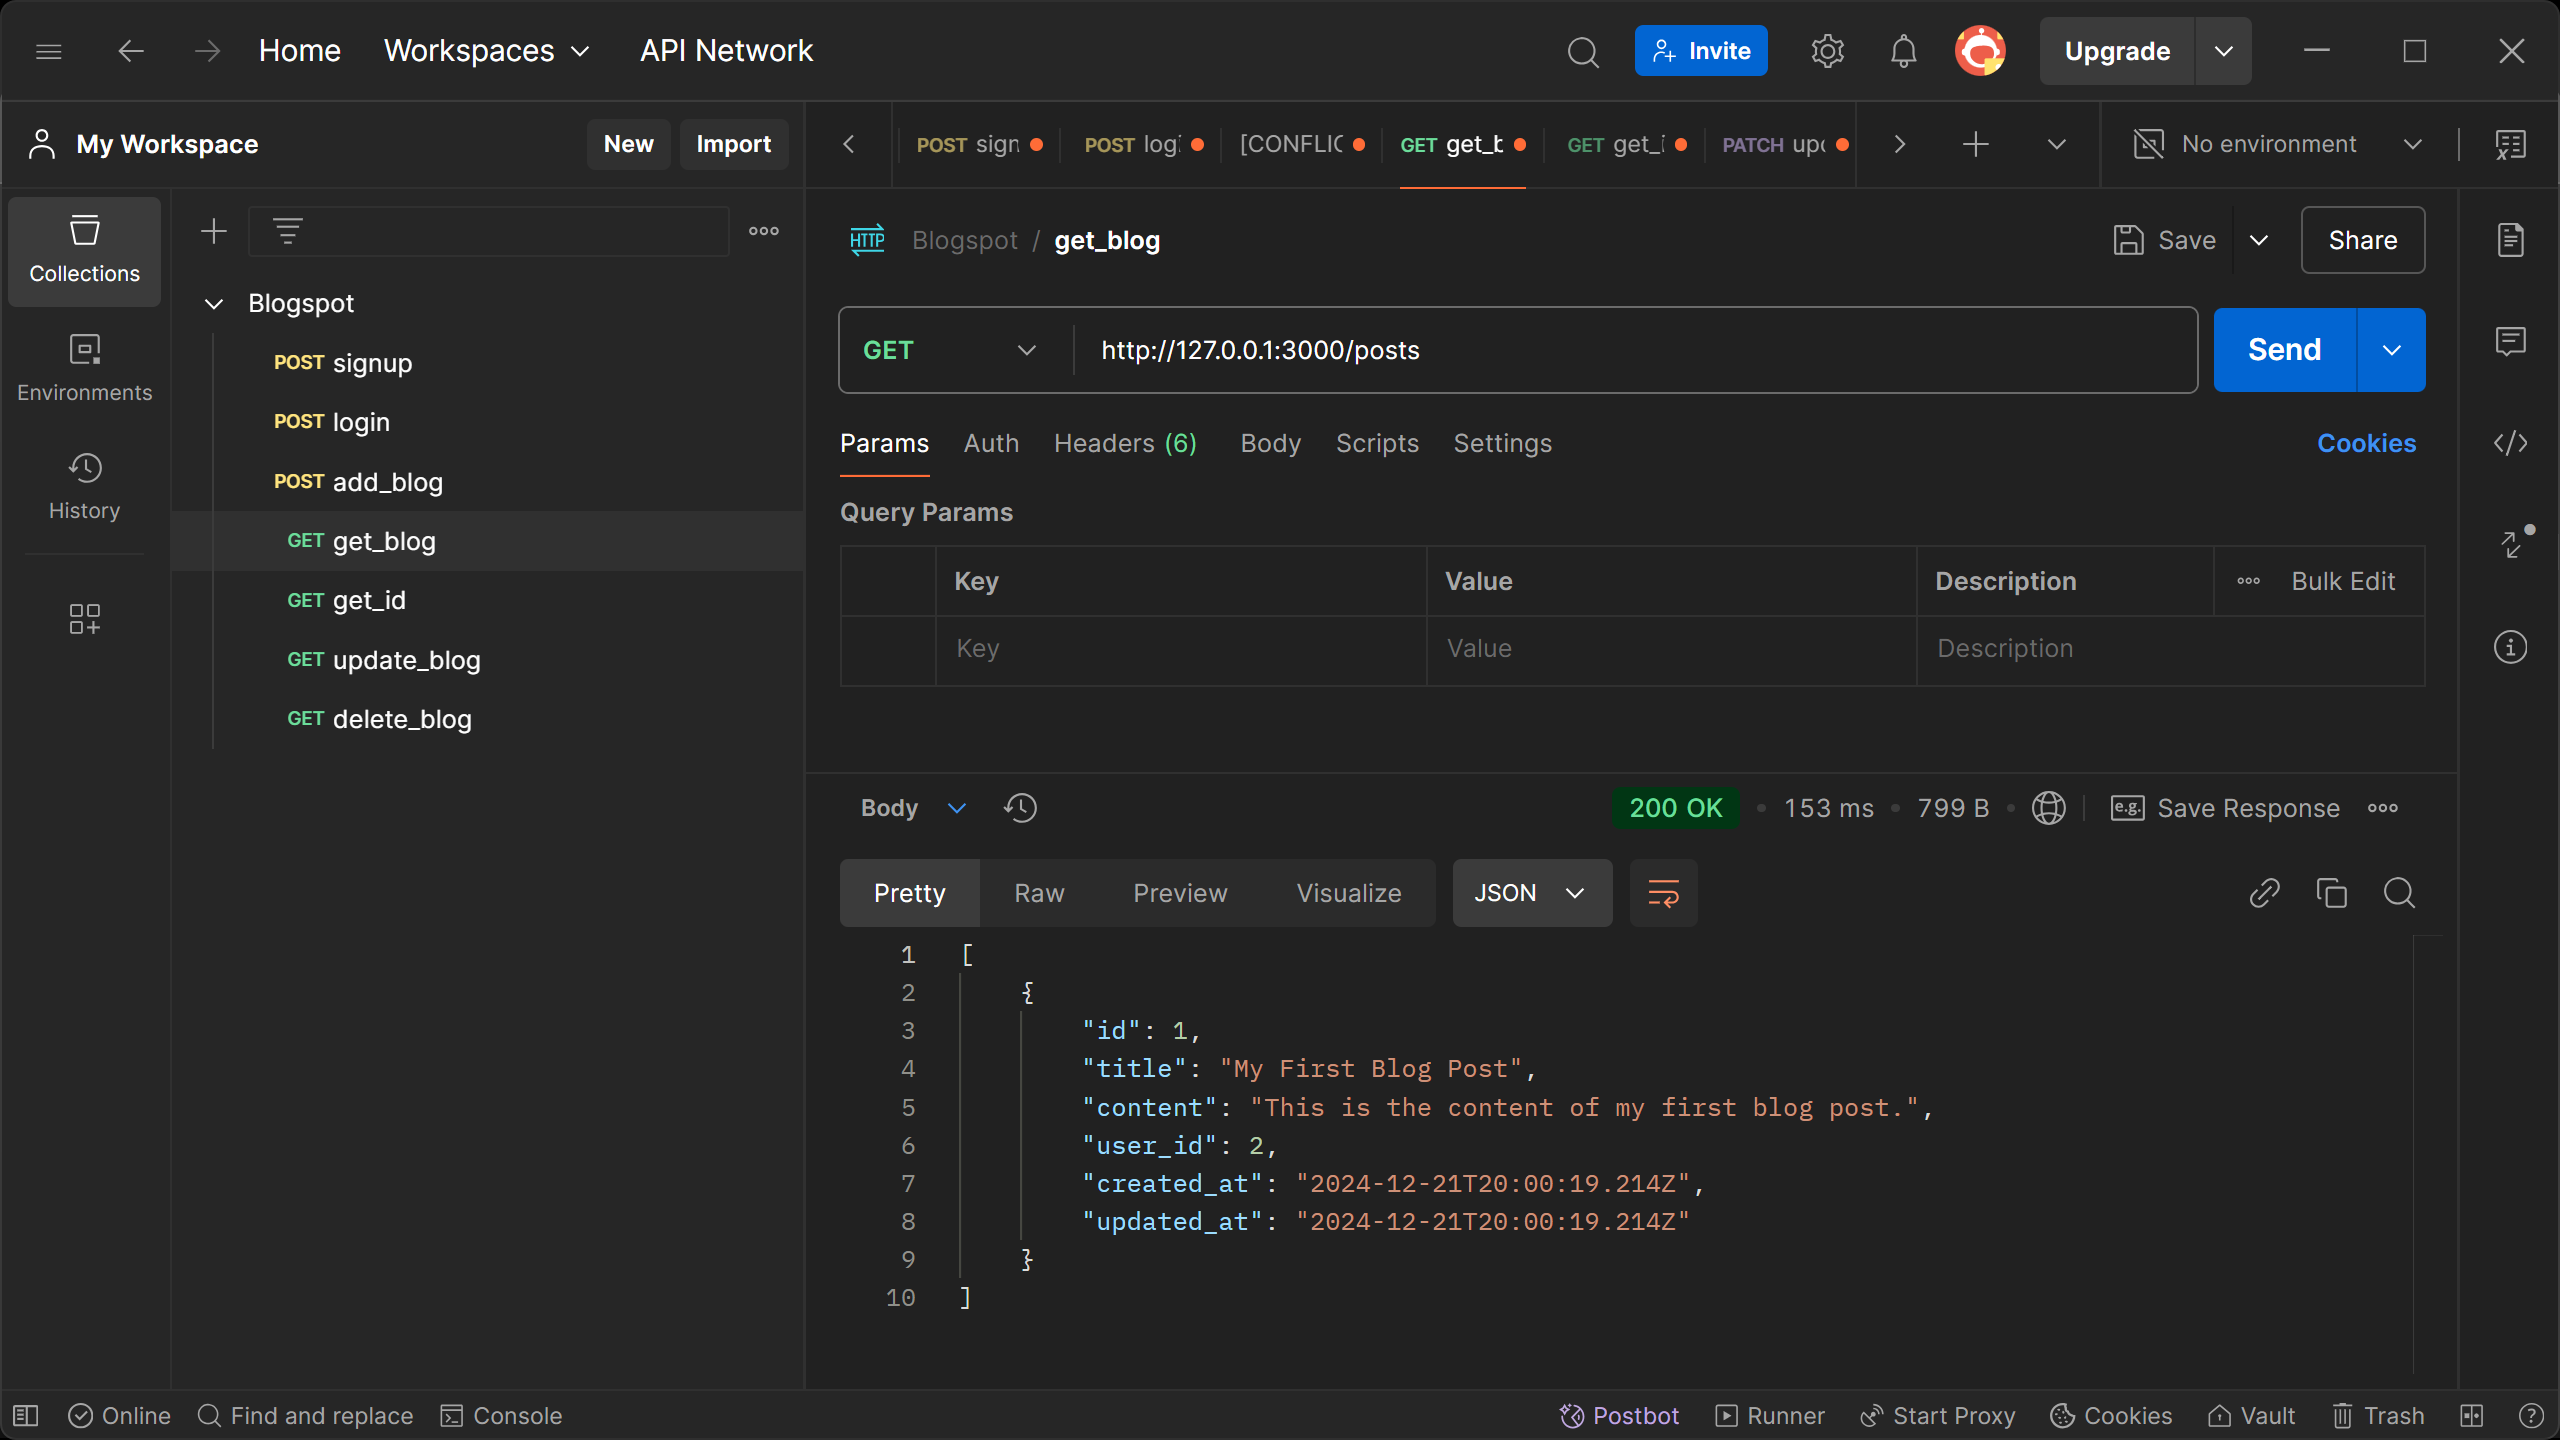 Home Workspaces API Network Invite Upgrade
My Workspace New Import
POST sign POST logi [CONFLIC GET get_b GET get_i POST PATCH upd No environment
Collections
Environments
History
Blogspot
POST signup
POST login
POST add_blog
GET get_blog
GET get_id
GET update_blog
GET delete_blog
HTTP Blogspot / get_blog Save Share
GET http://127.0.0.1:3000/posts Send
Params Auth Headers (6) Body Scripts Settings Cookies
Query Params
Key Value Description Bulk Edit
Key Value Description
Body 200 OK 153 ms 799 B e.g. Save Response
Pretty Raw Preview Visualize JSON
1 [
2 {
3 "id": 1,
4 "title": "My First Blog Post",
5 "content": "This is the content of my first blog post.",
6 "user_id": 2,
7 "created_at": "2024-12-21T20:00:19.214Z",
8 "updated_at": "2024-12-21T20:00:19.214Z"
9 }
10 ]
Online Find and replace Console Postbot Runner Start Proxy Cookies Vault Trash